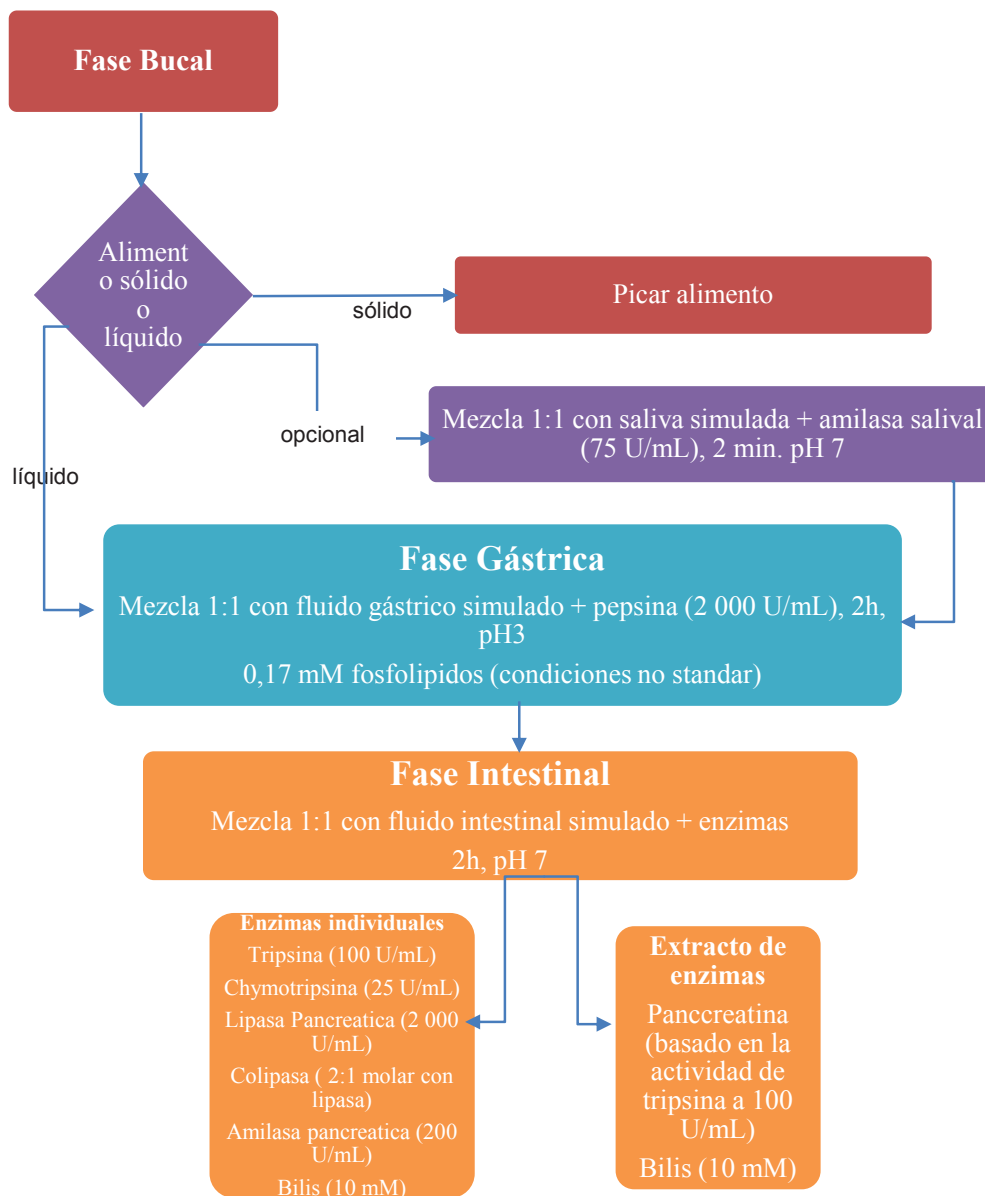 Fase Bucal
Aliment
o sólido
o
líquido
sólido
Picar alimento
opcional
Mezcla 1:1 con saliva simulada + amilasa salival
(75 U/mL), 2 min. pH 7
líquido
Fase Gástrica
Mezcla 1:1 con fluido gástrico simulado + pepsina (2 000 U/mL), 2h,
pH3
0,17 mM fosfolipidos (condiciones no standar)
Fase Intestinal
Mezcla 1:1 con fluido intestinal simulado + enzimas
2h, pH 7
Enzimas individuales
Tripsina (100 U/mL)
Chymotripsina (25 U/mL)
Lipasa Pancreatica (2 000
U/mL)
Colipasa ( 2:1 molar con
lipasa)
Amilasa pancreatica (200
U/mL)
Bilis (10 mM)
Extracto de
enzimas
Panccreatina
(basado en la
actividad de
tripsina a 100
U/mL)
Bilis (10 mM)